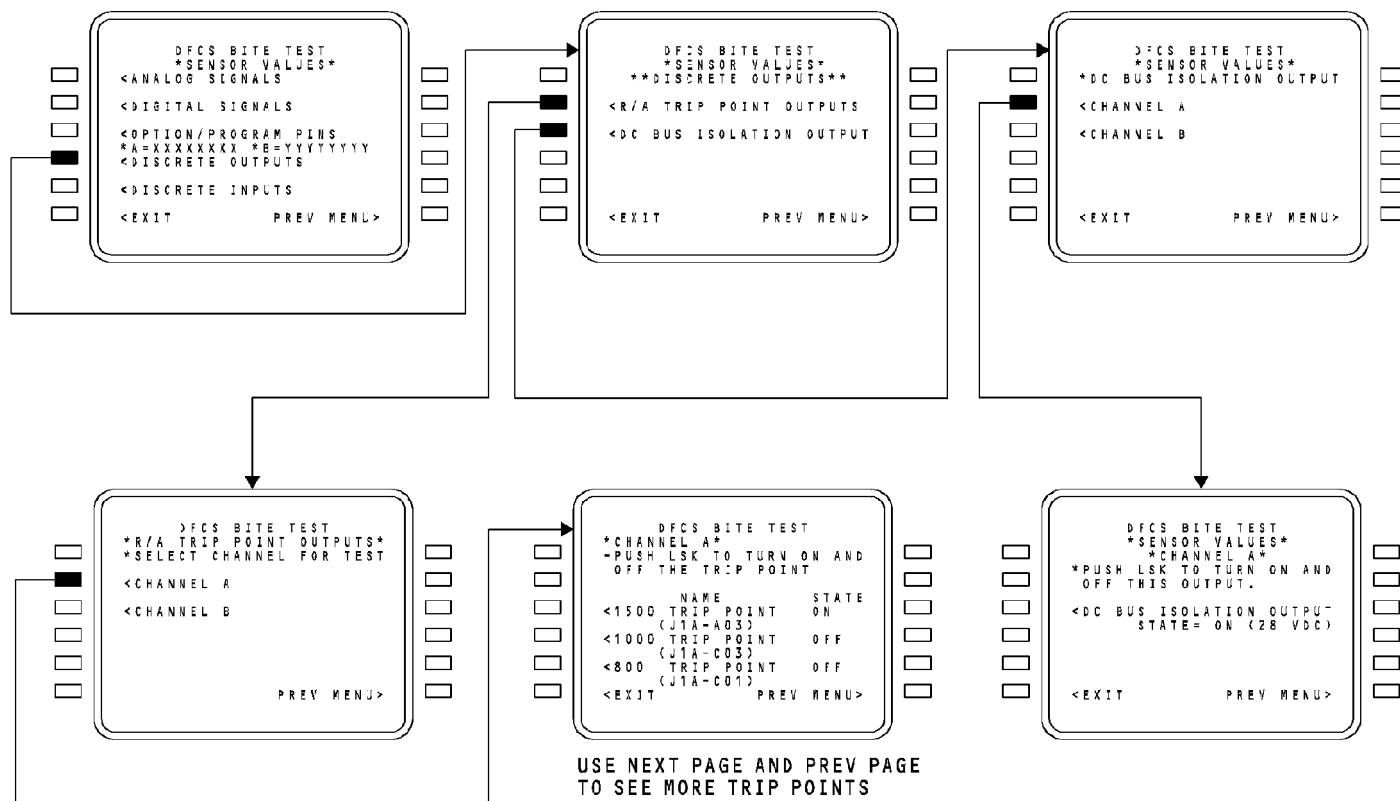 DFCS BITE TEST
*SENSOR VALUES*
<ANALOG SIGNALS
<DIGITAL SIGNALS
<OPTION/PROGRAM PINS
*A=XXXXXXXX *B=YYYYYYYY
<DISCRETE OUTPUTS
<DISCRETE INPUTS
<EXIT PREV MENU>
DFCS BITE TEST
*SENSOR VALUES*
**DISCRETE OUTPUTS**
<R/A TRIP POINT OUTPUTS
<DC BUS ISOLATION OUTPUT
<EXIT PREV MENU>
DFCS BITE TEST
*SENSOR VALUES*
*DC BUS ISOLATION OUTPUT
<CHANNEL A
<CHANNEL B
<EXIT PREV MENU>
DFCS BITE TEST
*R/A TRIP POINT OUTPUTS*
*SELECT CHANNEL FOR TEST
<CHANNEL A
<CHANNEL B
PREV MENU>
DFCS BITE TEST
*CHANNEL A*
-PUSH LSK TO TURN ON AND
OFF THE TRIP POINT
NAME STATE
<1500 TRIP POINT ON
(J1A-A03)
<1000 TRIP POINT OFF
(J1A-C03)
<800 TRIP POINT OFF
(J1A-C01)
<EXIT PREV MENU>
USE NEXT PAGE AND PREV PAGE
TO SEE MORE TRIP POINTS
DFCS BITE TEST
*SENSOR VALUES*
*CHANNEL A*
*PUSH LSK TO TURN ON AND
OFF THIS OUTPUT.
<DC BUS ISOLATION OUTPUT
STATE= ON (28 VDC)
<EXIT PREV MENU>